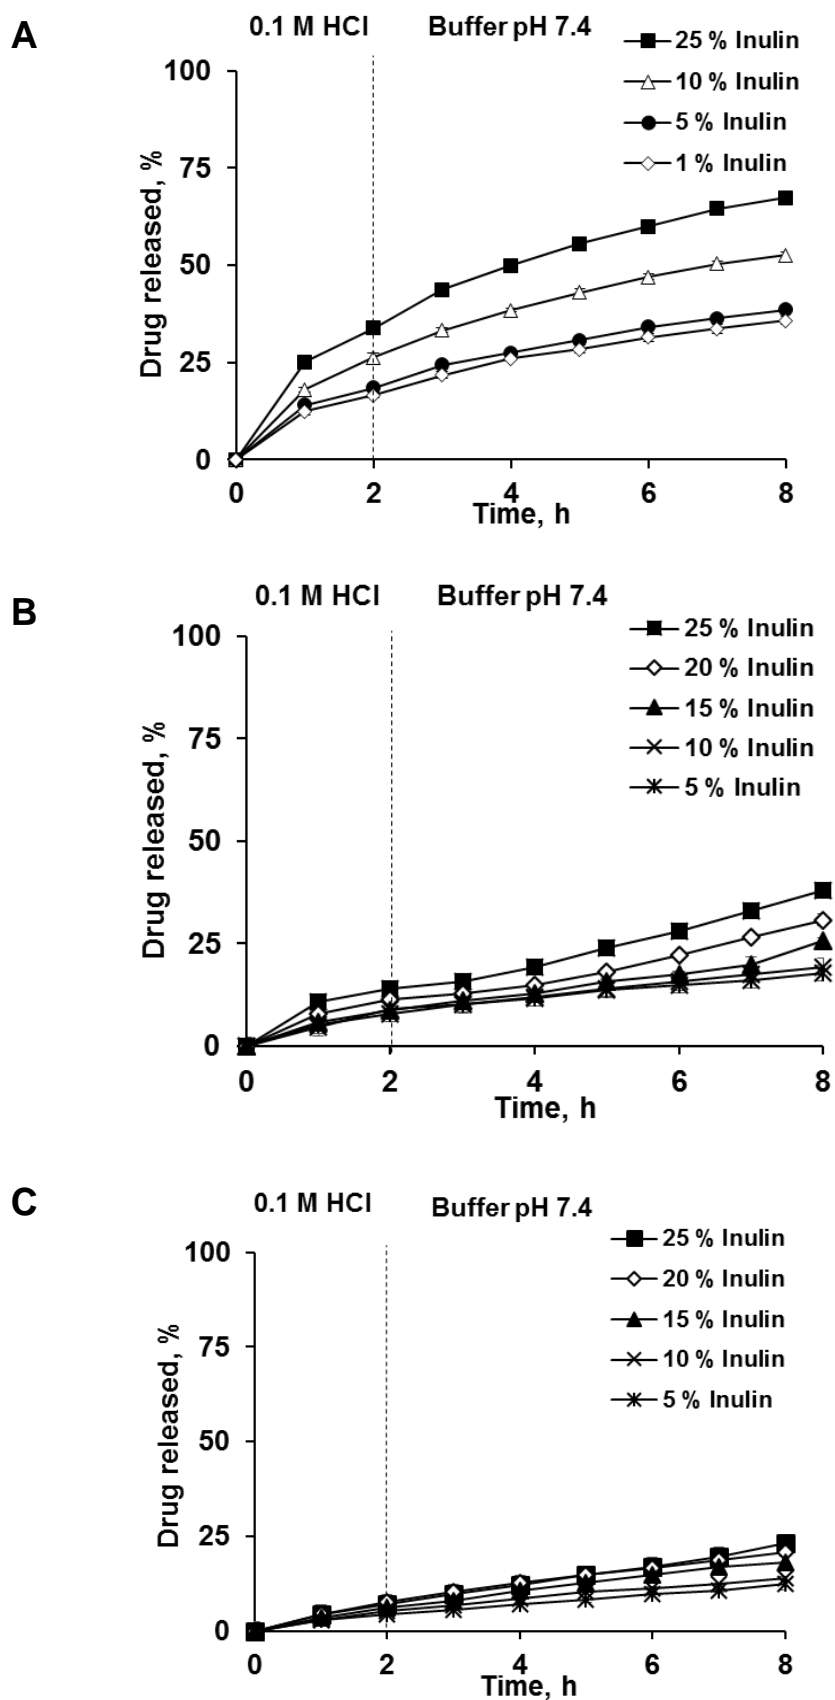 A
0.1 M HCl Buffer pH 7.4
25 % Inulin
10 % Inulin
5 % Inulin
1 % Inulin
100
75
50
25
0
Drug released, %
0 2 4 6 8
Time, h
B
0.1 M HCl Buffer pH 7.4
25 % Inulin
20 % Inulin
15 % Inulin
10 % Inulin
5 % Inulin
100
75
50
25
0
Drug released, %
0 2 4 6 8
Time, h
C
0.1 M HCl Buffer pH 7.4
25 % Inulin
20 % Inulin
15 % Inulin
10 % Inulin
5 % Inulin
100
75
50
25
0
Drug released, %
0 2 4 6 8
Time, h